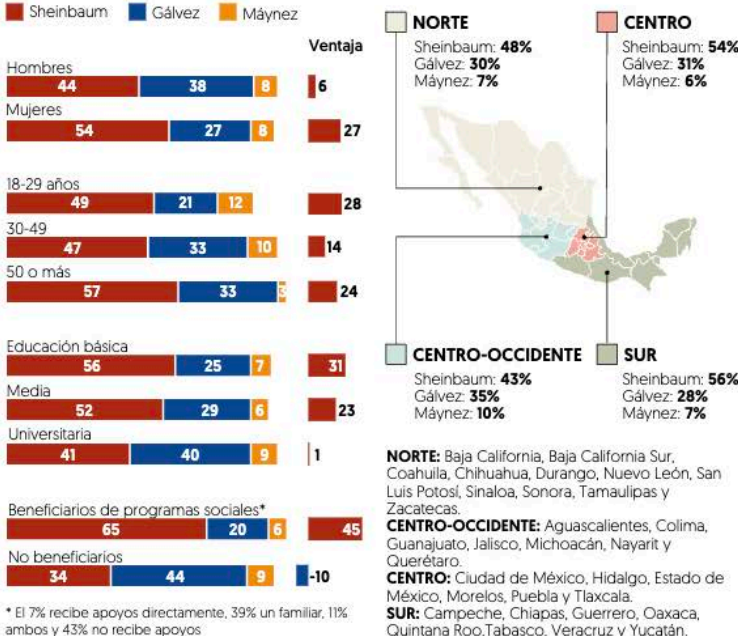 Sheinbaum Gálvez Máynez
Ventaja
Hombres
44 38 8 6
Mujeres
54 27 8 27
18-29 años
49 21 12 28
30-49
47 33 10 14
50 o más
57 33 3 24
Educación básica
56 25 7 31
Media
52 29 6 23
Universitaria
41 40 9 1
Beneficiarios de programas sociales*
65 20 6 45
No beneficiarios
34 44 9 -10
* El 7% recibe apoyos directamente, 39% un familiar, 11%
ambos y 43% no recibe apoyos
NORTE
Sheinbaum: 48%
Gálvez: 30%
Máynez: 7%
CENTRO
Sheinbaum: 54%
Gálvez: 31%
Máynez: 6%
CENTRO-OCCIDENTE
Sheinbaum: 43%
Gálvez: 35%
Máynez: 10%
SUR
Sheinbaum: 56%
Gálvez: 28%
Máynez: 7%
NORTE: Baja California, Baja California Sur,
Coahuila, Chihuahua, Durango, Nuevo León, San
Luis Potosí, Sinaloa, Sonora, Tamaulipas y
Zacatecas.
CENTRO-OCCIDENTE: Aguascalientes, Colima,
Guanajuato, Jalisco, Michoacán, Nayarit y
Querétaro.
CENTRO: Ciudad de México, Hidalgo, Estado de
México, Morelos, Puebla y Tlaxcala.
SUR: Campeche, Chiapas, Guerrero, Oaxaca,
Quintana Roo,Tabasco, Veracruz y Yucatán.